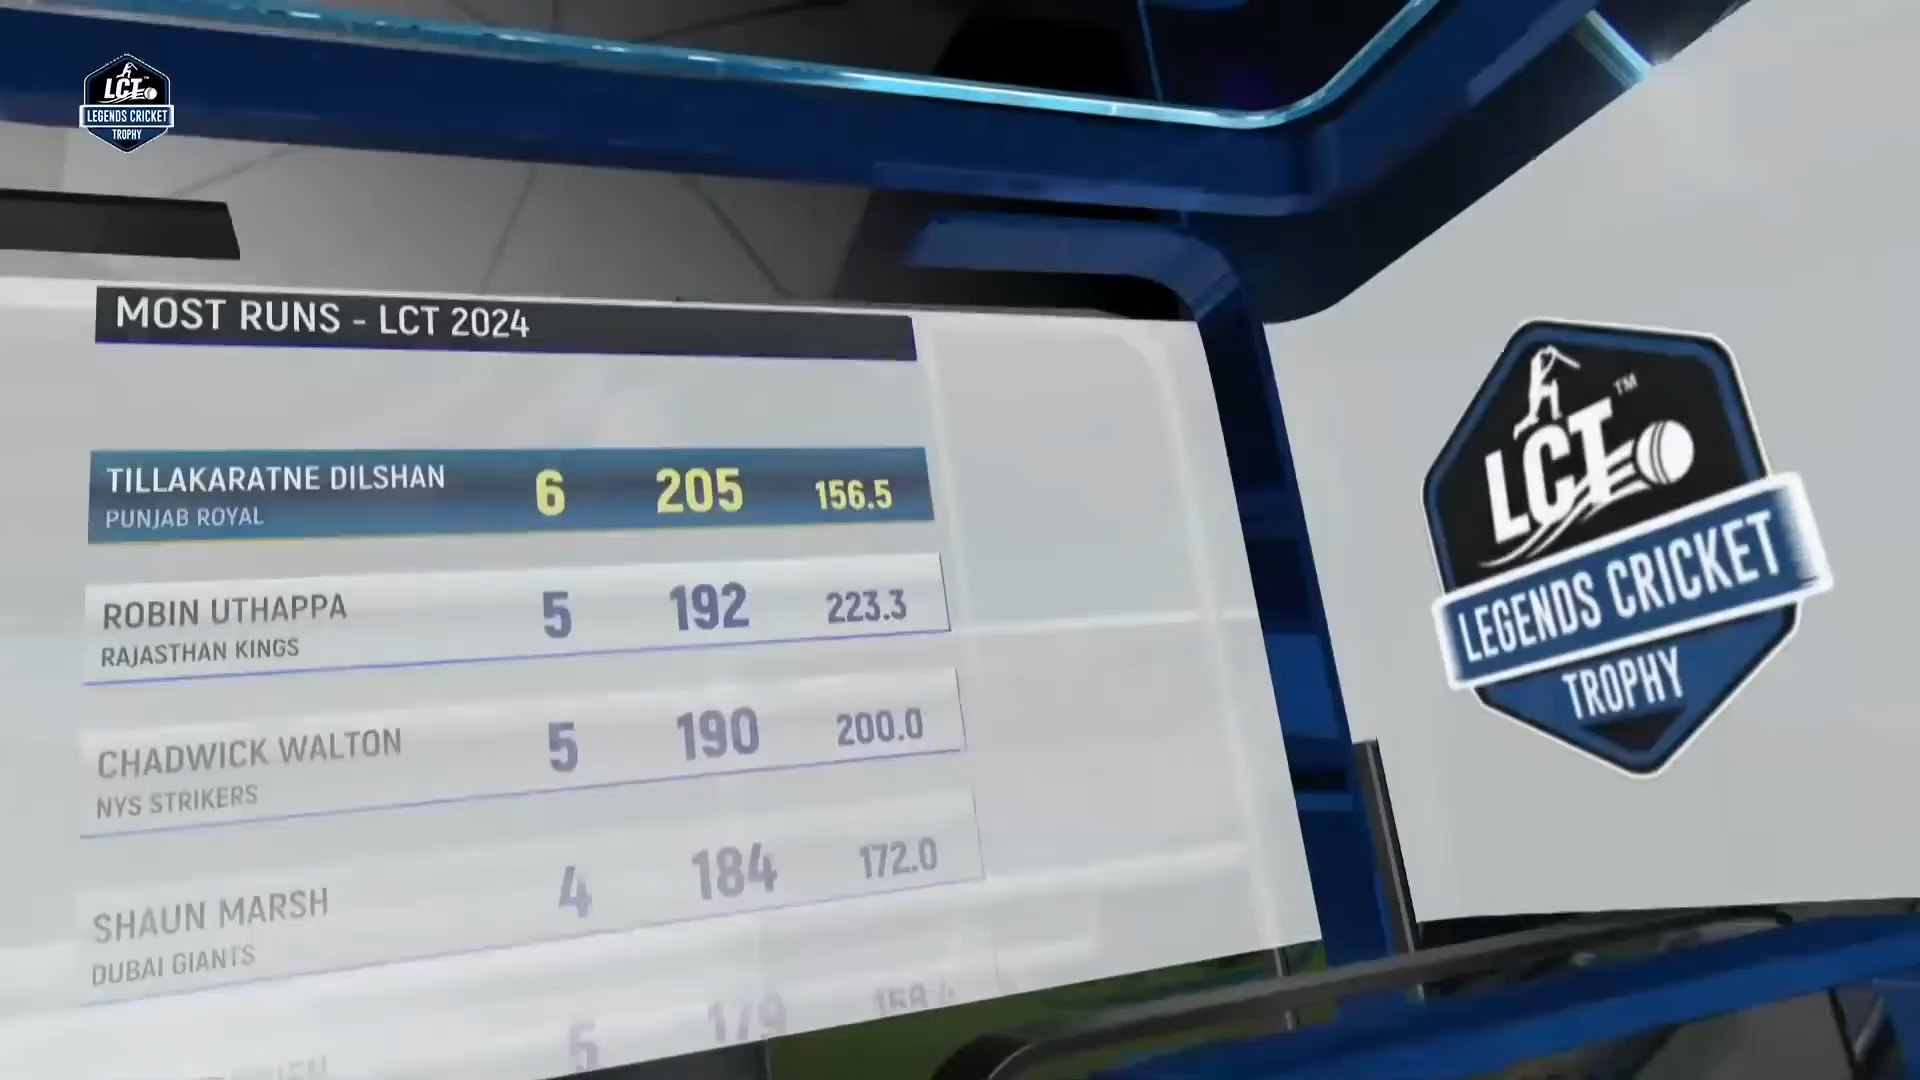 LCT
LEGENDS CRICKET
TROPHY
MOST RUNS - LCT 2024
TILLAKARATNE DILSHAN 6 205 156.5
PUNJAB ROYAL
ROBIN UTHAPPA 5 192 223.3
RAJASTHAN KINGS
CHADWICK WALTON 5 190 200.0
NYS STRIKERS
SHAUN MARSH 4 184 172.0
DUBAI GIANTS
5 179
LCT™
LEGENDS CRICKET
TROPHY